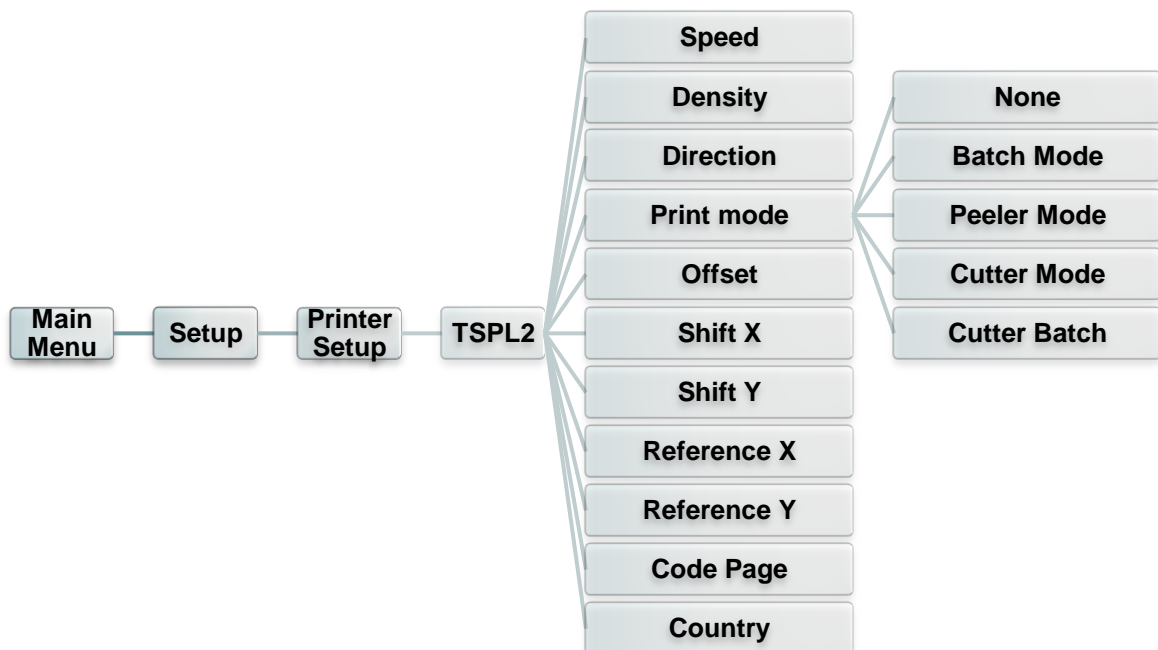 Main
Menu
Setup
Printer
Setup
TSPL2
Speed
Density
Direction
Print mode
Offset
Shift X
Shift Y
Reference X
Reference Y
Code Page
Country
None
Batch Mode
Peeler Mode
Cutter Mode
Cutter Batch